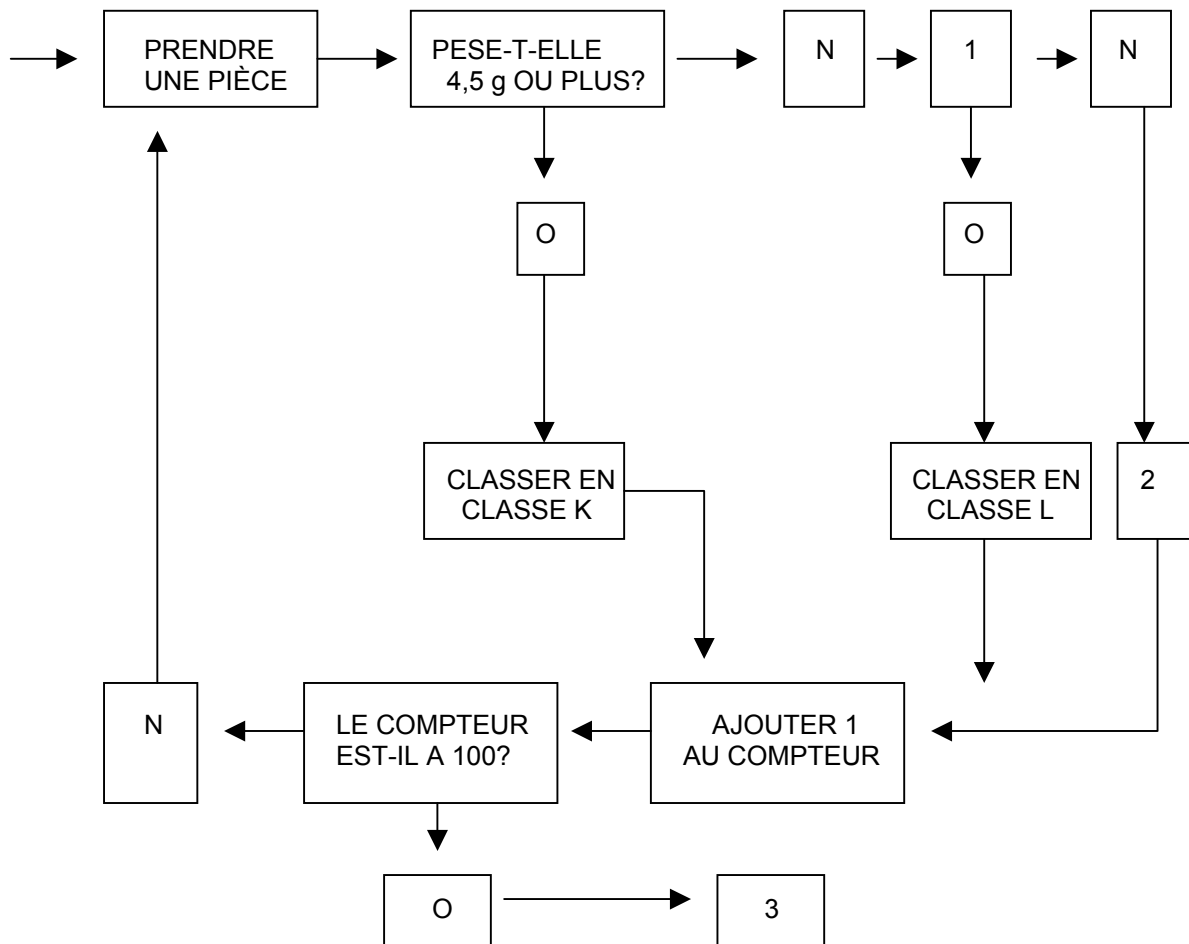 PRENDRE
UNE PIÈCE
PESE-T-ELLE
4,5 g OU PLUS?
N
1
N
O
O
CLASSER EN
CLASSE K
CLASSER EN
CLASSE L
2
N
LE COMPTEUR
EST-IL A 100?
AJOUTER 1
AU COMPTEUR
O
3